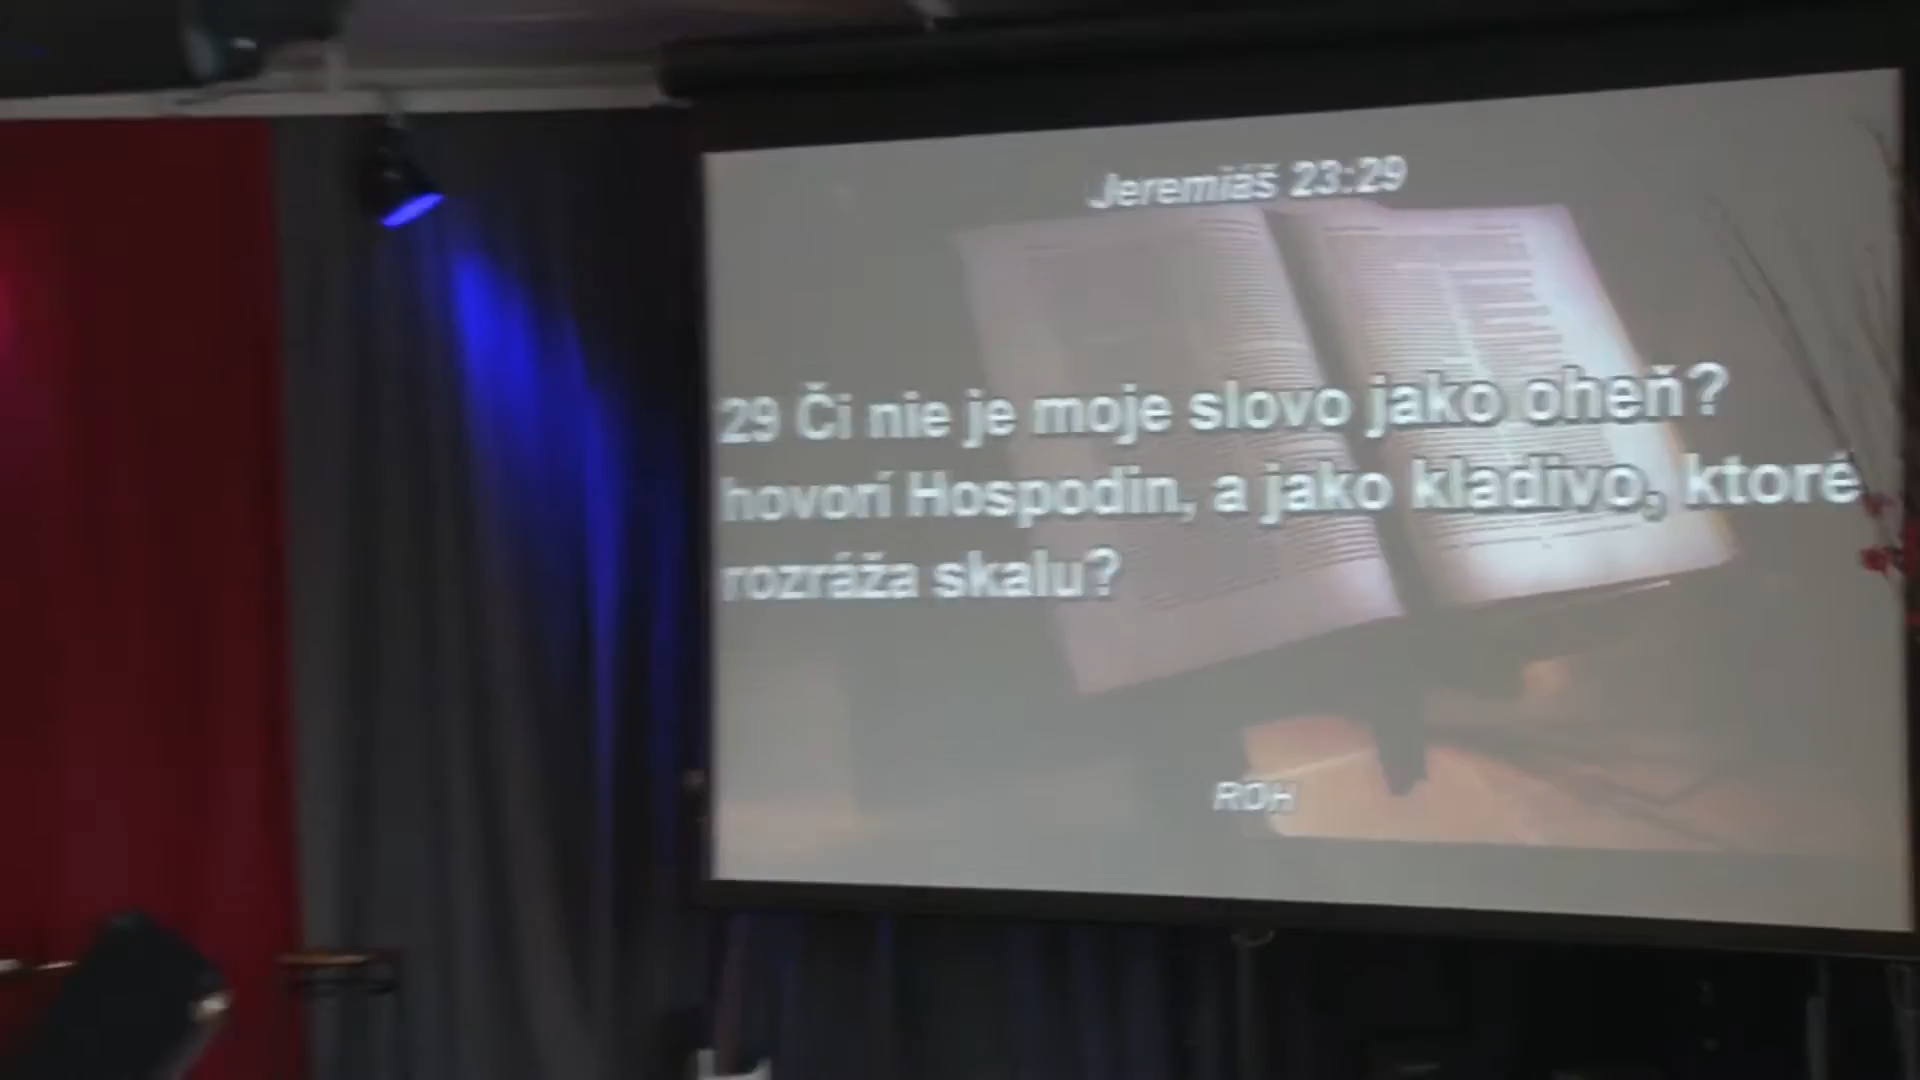 Jeremiáš 23:29
29 Či nie je moje slovo jako oheň?
hovorí Hospodin, a jako kladivo, ktoré
rozráža skalu?
ROH